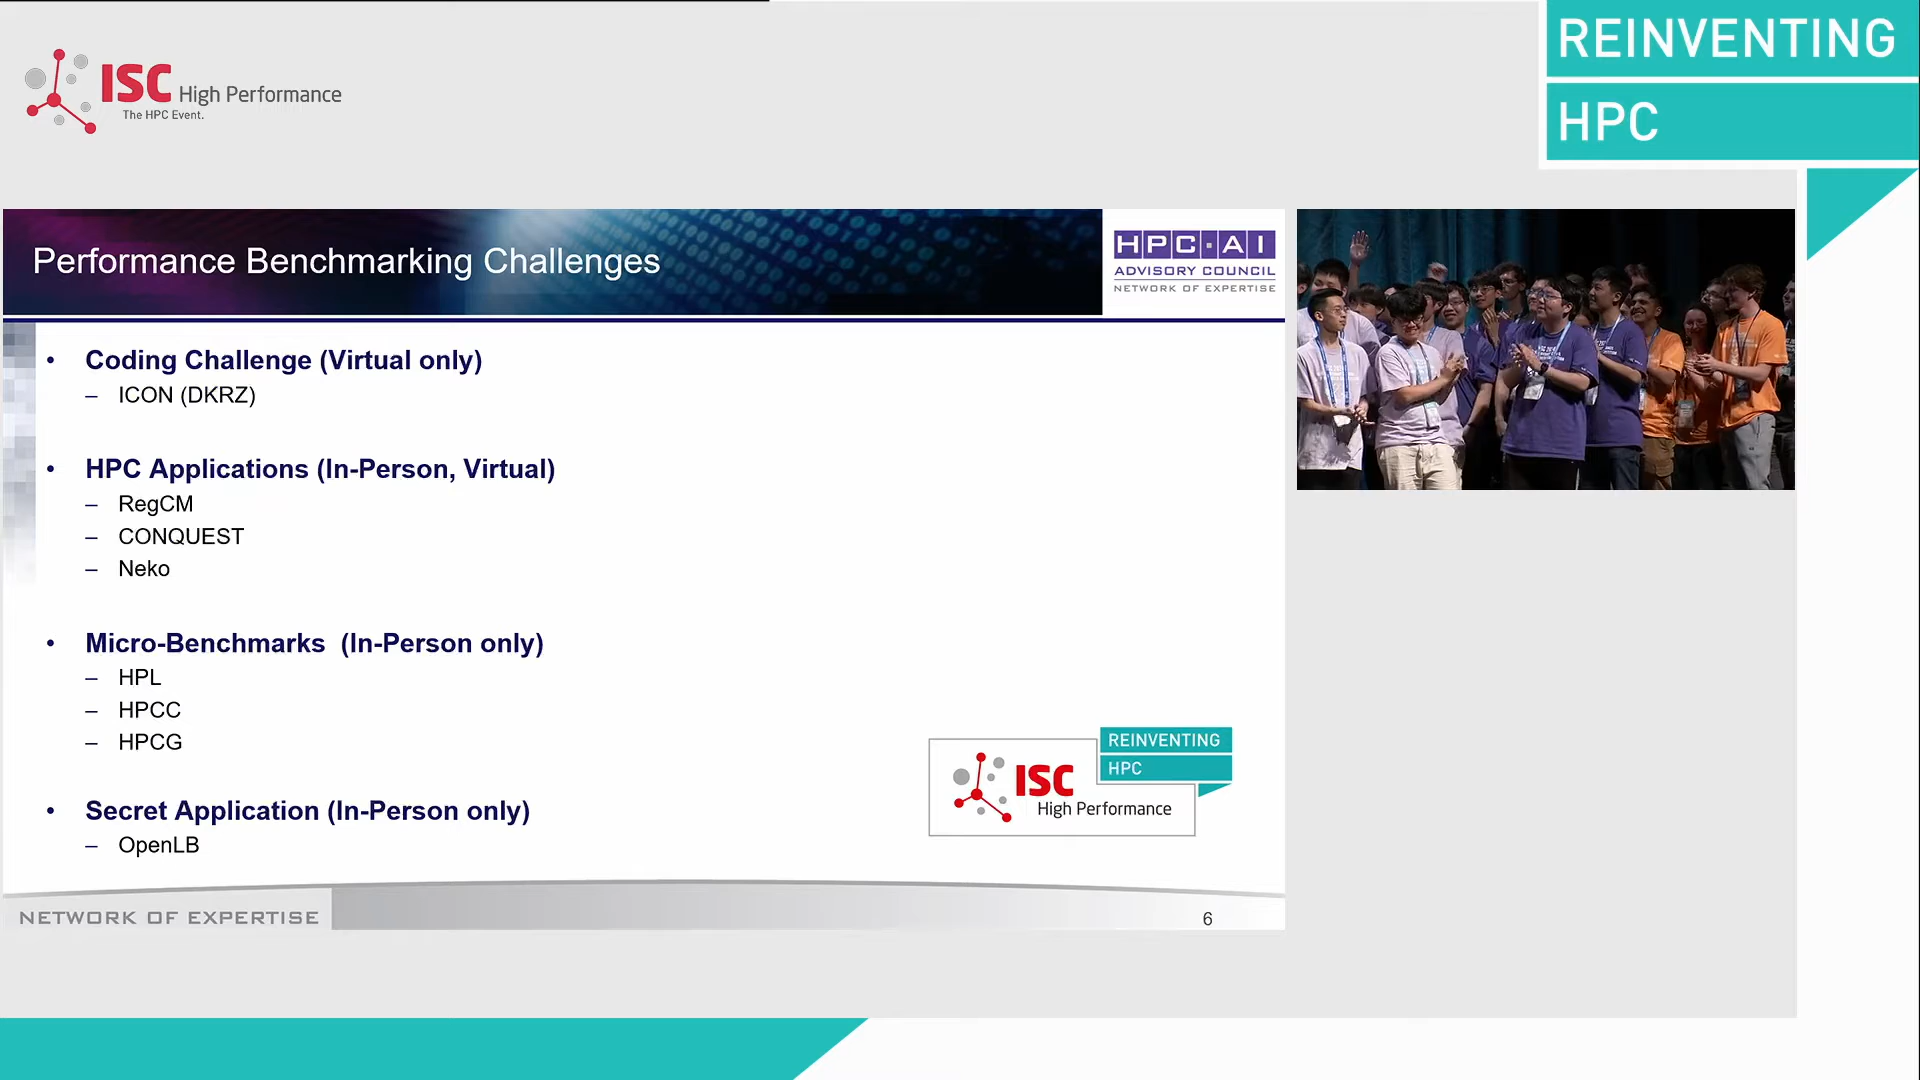 ISC High Performance
The HPC Event.
REINVENTING
HPC
Performance Benchmarking Challenges
HPC·AI
ADVISORY COUNCIL
NETWORK OF EXPERTISE
• Coding Challenge (Virtual only)
– ICON (DKRZ)
• HPC Applications (In-Person, Virtual)
– RegCM
– CONQUEST
– Neko
• Micro-Benchmarks (In-Person only)
– HPL
– HPCC
– HPCG
• Secret Application (In-Person only)
– OpenLB
REINVENTING
HPC
ISC
High Performance
NETWORK OF EXPERTISE
6